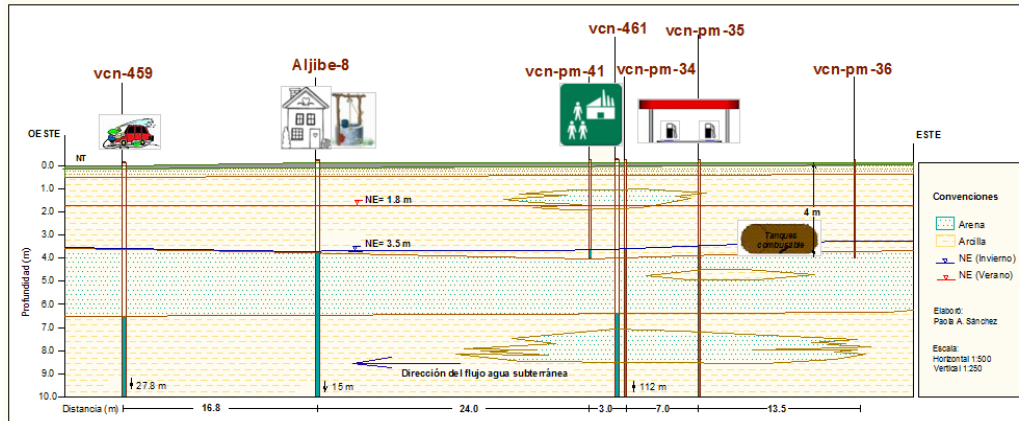 vcn-459
Aljibe-8
vcn-pm-41
vcn-461
vcn-pm-34
vcn-pm-35
vcn-pm-36
OESTE
ESTE
NT
0.0
1.0
2.0
3.0
4.0
5.0
6.0
7.0
8.0
9.0
10.0
Profundidad (m)
NE= 1.8 m
NE= 3.5 m
4 m
Tanques
combustible
27.8 m
15 m
112 m
Dirección del flujo agua subterránea
Distancia (m)
16.8
24.0
3.0
7.0
13.5
Convenciones
Arena
Arcilla
NE (Invierno)
NE (Verano)
Elaboró:
Paola A. Sánchez
Escala:
Horizontal 1:500
Vertical 1:250